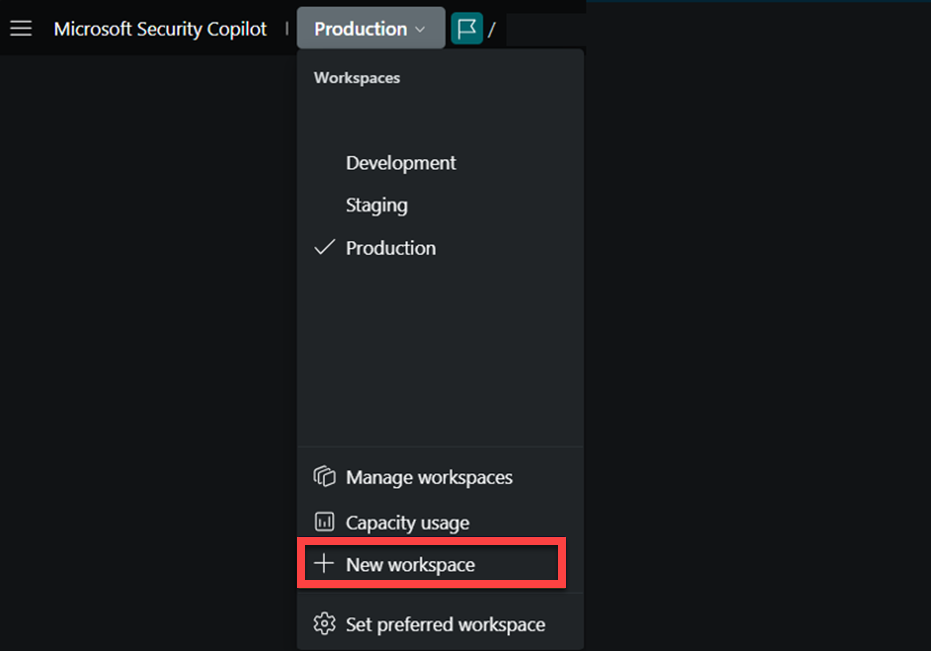 Microsoft Security Copilot | Production /
Workspaces
Development
Staging
Production
Manage workspaces
Capacity usage
New workspace
Set preferred workspace